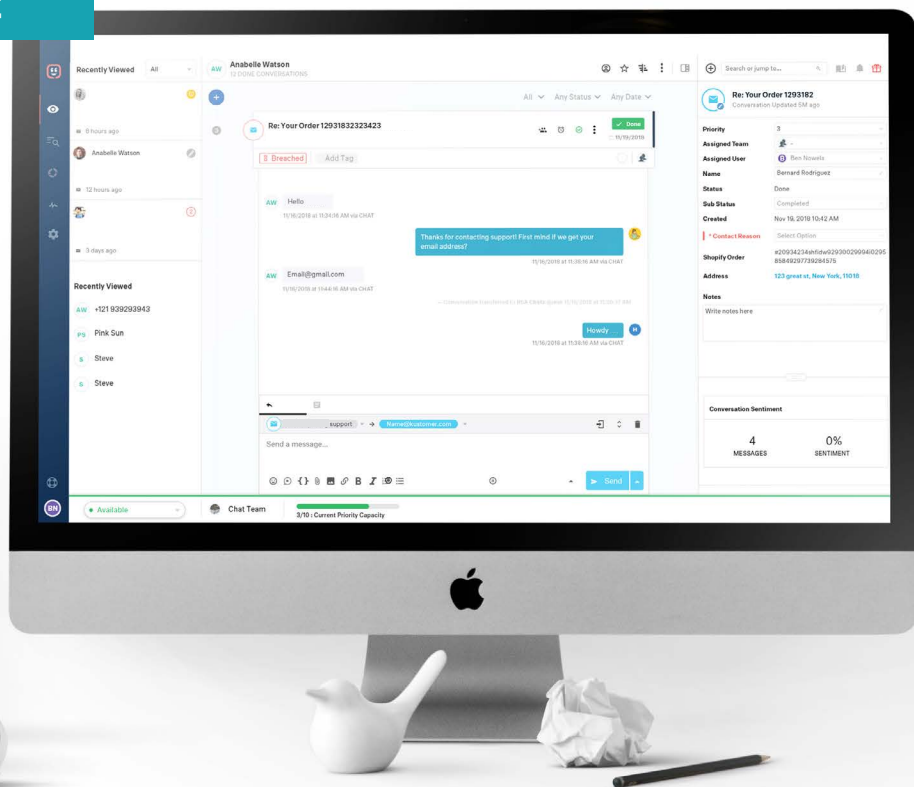 Recently Viewed
All
9 hours ago
Anabelle Watson
12 hours ago
3 days ago
Recently Viewed
AW +121 939293943
PS Pink Sun
S Steve
S Steve
BN
AW Anabelle Watson
12 DONE CONVERSATIONS
All Any Status Any Date
3
Re: Your Order 12931832323423
Done
11/19/2019
Breached
Add Tag
AW Hello
11/16/2019 at 11:34:16 AM via CHAT
Thanks for contacting support! First mind if we get your
email address?
11/16/2019 at 11:36:16 AM via CHAT
AW Email@gmail.com
11/16/2019 at 11:44:16 AM via CHAT
Howdy
H
11/16/2019 at 11:36:16 AM via CHAT
support → Name@kustomer.com
Send a message...
B I
Send
Available
Chat Team
3/10 : Current Priority Capacity
Search or jump to...
Re: Your Order 1293182
Conversation Updated 5M ago
Priority 3
Assigned Team -
Assigned User B Ben Nowels
Name Bernard Rodriguez
Status Done
Sub Status Completed
Created Nov 19, 2019 10:42 AM
* Contact Reason Select Option
Shopify Order
Address 123 great st, New York, 11019
Notes
Write notes here
Conversation Sentiment
4 0%
MESSAGES SENTIMENT